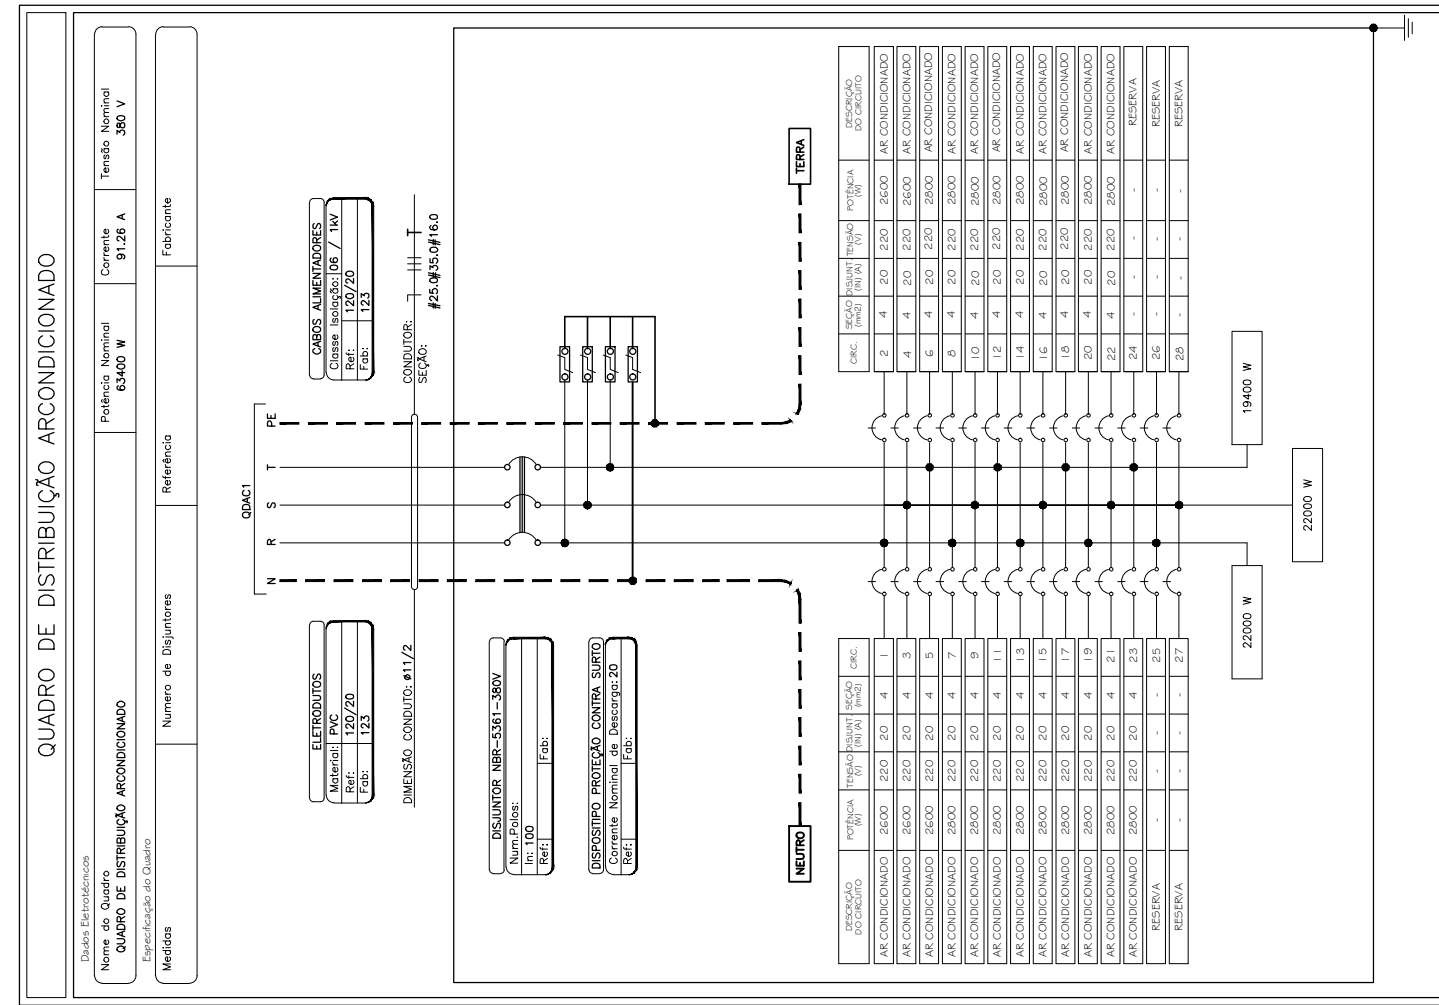 QUADRO DE DISTRIBUIÇÃO ARCONDICIONADO
Dados Eletrotécnicos
Nome do Quadro
QUADRO DE DISTRIBUIÇÃO ARCONDICIONADO
Potência Nominal
63400 W
Corrente
91.26 A
Tensão Nominal
380 V
Especificação do Quadro
Medidas
Numero de Disjuntores
Referência
Fabricante
QDAC1
N R S T PE
ELETRODUTOS
Material: PVC
Ref: 120/20
Fab: 123
CABOS ALIMENTADORES
Classe Isolação: 06 / 1kV
Ref: 120/20
Fab: 123
DIMENSÃO CONDUTO: ø11/2
CONDUTOR:
SEÇÃO: #25.0#35.0#16.0
DISJUNTOR NBR-5361-380V
Num.Polos:
In: 100
Ref: Fab:
DISPOSITIPO PROTEÇÃO CONTRA SURTO
Corrente Nominal de Descarga: 20
Ref: Fab:
NEUTRO
TERRA
DESCRIÇÃO DO CIRCUITO POTÊNCIA (W) TENSÃO (V) DISJUNT. (IN) (A) SEÇÃO (mm2) CIRC.
AR CONDICIONADO 2600 220 20 4 1
AR CONDICIONADO 2600 220 20 4 3
AR CONDICIONADO 2600 220 20 4 5
AR CONDICIONADO 2800 220 20 4 7
AR CONDICIONADO 2800 220 20 4 9
AR CONDICIONADO 2800 220 20 4 11
AR CONDICIONADO 2800 220 20 4 13
AR CONDICIONADO 2800 220 20 4 15
AR CONDICIONADO 2800 220 20 4 17
AR CONDICIONADO 2800 220 20 4 19
AR CONDICIONADO 2800 220 20 4 21
AR CONDICIONADO 2800 220 20 4 23
RESERVA - - - - 25
RESERVA - - - - 27
CIRC. SEÇÃO (mm2) DISJUNT. (IN) (A) TENSÃO (V) POTÊNCIA (W) DESCRIÇÃO DO CIRCUITO
2 4 20 220 2600 AR CONDICIONADO
4 4 20 220 2600 AR CONDICIONADO
6 4 20 220 2800 AR CONDICIONADO
8 4 20 220 2800 AR CONDICIONADO
10 4 20 220 2800 AR CONDICIONADO
12 4 20 220 2800 AR CONDICIONADO
14 4 20 220 2800 AR CONDICIONADO
16 4 20 220 2800 AR CONDICIONADO
18 4 20 220 2800 AR CONDICIONADO
20 4 20 220 2800 AR CONDICIONADO
22 4 20 220 2800 AR CONDICIONADO
24 - - - - RESERVA
26 - - - - RESERVA
28 - - - - RESERVA
22000 W
22000 W
19400 W